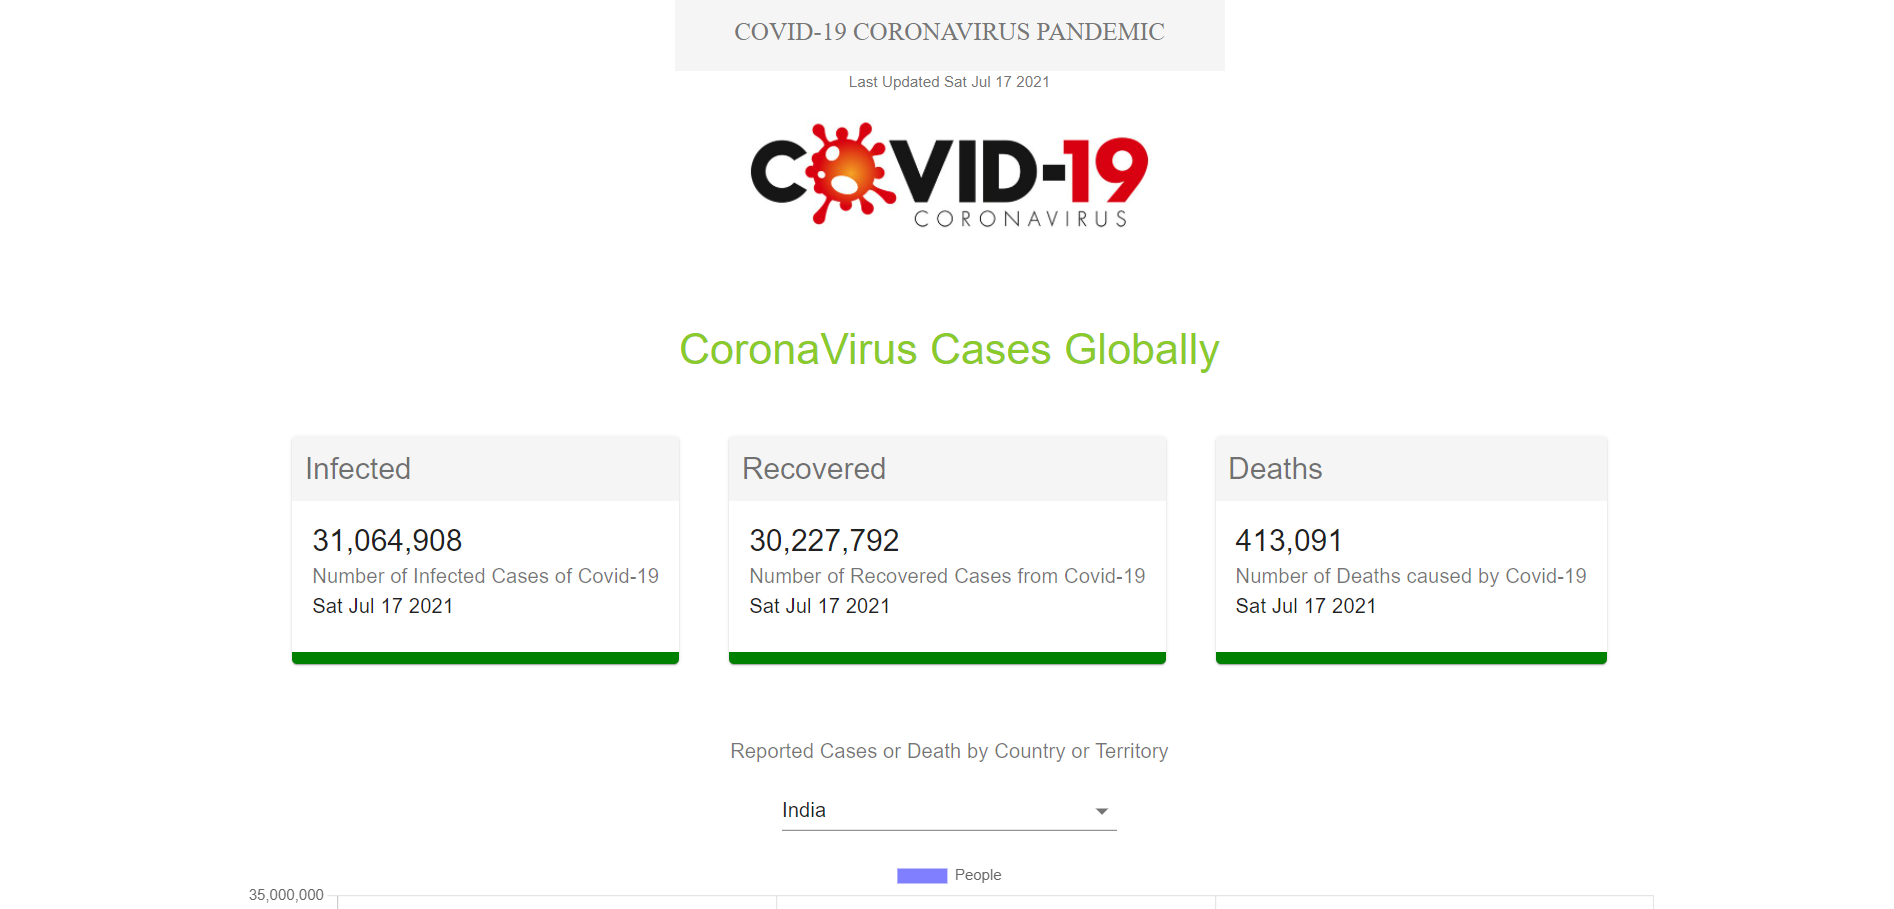 COVID-19 CORONAVIRUS PANDEMIC
Last Updated Sat Jul 17 2021
COVID-19
CORONAVIRUS
CoronaVirus Cases Globally
Infected
31,064,908
Number of Infected Cases of Covid-19
Sat Jul 17 2021
Recovered
30,227,792
Number of Recovered Cases from Covid-19
Sat Jul 17 2021
Deaths
413,091
Number of Deaths caused by Covid-19
Sat Jul 17 2021
Reported Cases or Death by Country or Territory
India
People
35,000,000